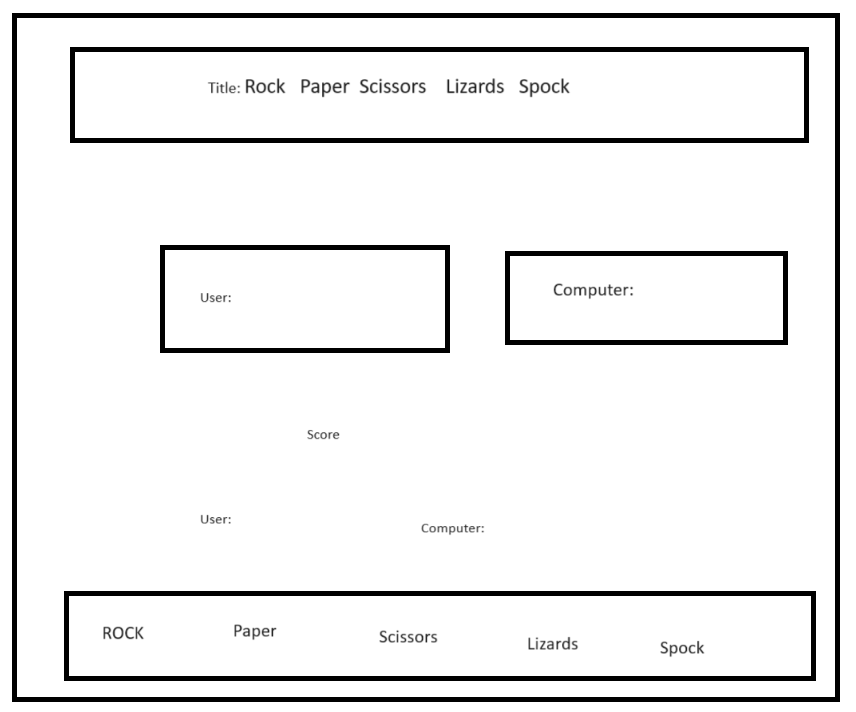 Title: Rock Paper Scissors Lizards Spock
User:
Computer:
Score
User:
Computer:
ROCK Paper Scissors Lizards Spock